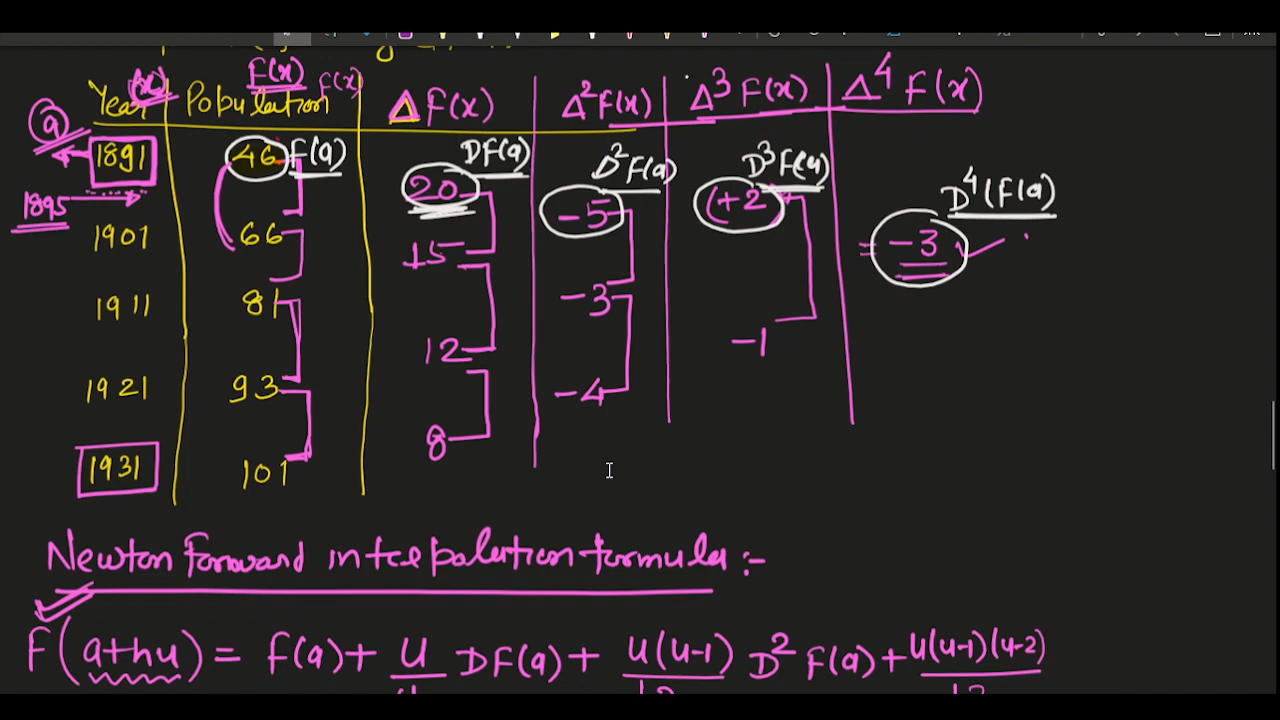 Year (x) Population F(x) f(x) Δ F(x) Δ²F(x) Δ³F(x) Δ⁴F(x)
a
1891 46 F(a) 20 DF(a) -5 D²F(a) (+2) D³F(a) = -3 D⁴(F(a)
1895
1901 66 15
1911 81 -3
12 -1
1921 93 -4
8
1931 101
Newton Forward interpolation formula :-
F(a+hu) = f(a) + u DF(a) + u(u-1) D² F(a) + u(u-1)(u-2)